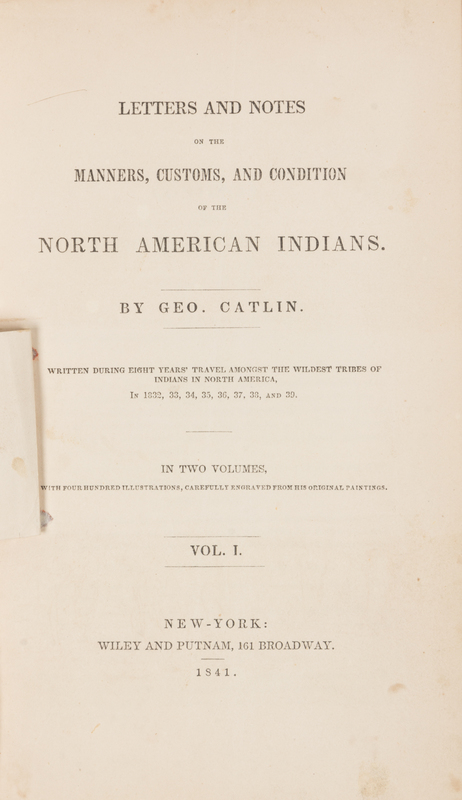 LETTERS AND NOTES
ON THE
MANNERS, CUSTOMS, AND CONDITION
OF THE
NORTH AMERICAN INDIANS.
BY GEO. CATLIN.
WRITTEN DURING EIGHT YEARS' TRAVEL AMONGST THE WILDEST TRIBES OF
INDIANS IN NORTH AMERICA,
IN 1832, 33, 34, 35, 36, 37, 38, AND 39.
IN TWO VOLUMES,
WITH FOUR HUNDRED ILLUSTRATIONS, CAREFULLY ENGRAVED FROM HIS ORIGINAL PAINTINGS.
VOL. I.
NEW-YORK:
WILEY AND PUTNAM, 161 BROADWAY.
1841.